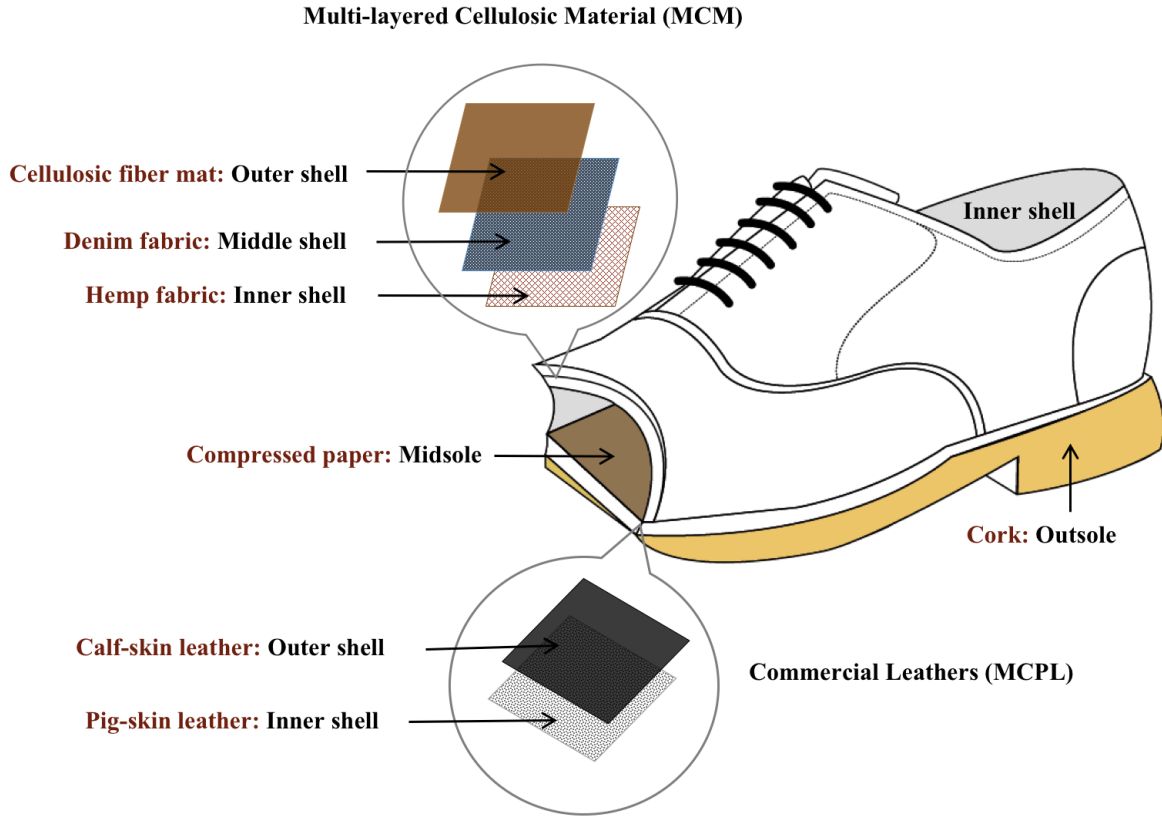 Multi-layered Cellulosic Material (MCM)
Cellulosic fiber mat: Outer shell
Denim fabric: Middle shell
Hemp fabric: Inner shell
Inner shell
Compressed paper: Midsole
Cork: Outsole
Calf-skin leather: Outer shell
Commercial Leathers (MCPL)
Pig-skin leather: Inner shell